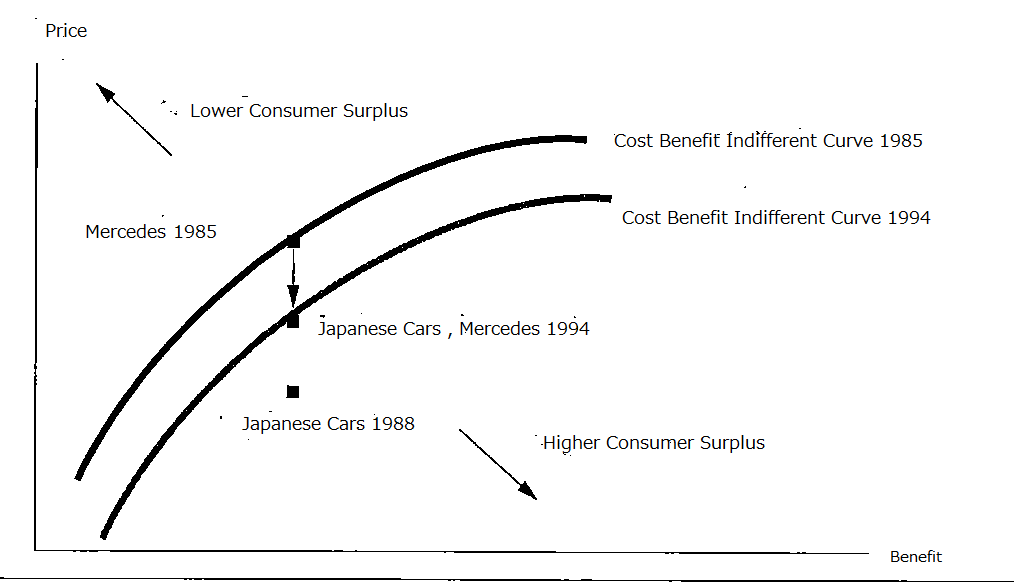 Price
Lower Consumer Surplus
Cost Benefit Indifferent Curve 1985
Cost Benefit Indifferent Curve 1994
Mercedes 1985
Japanese Cars , Mercedes 1994
Japanese Cars 1988
Higher Consumer Surplus
Benefit